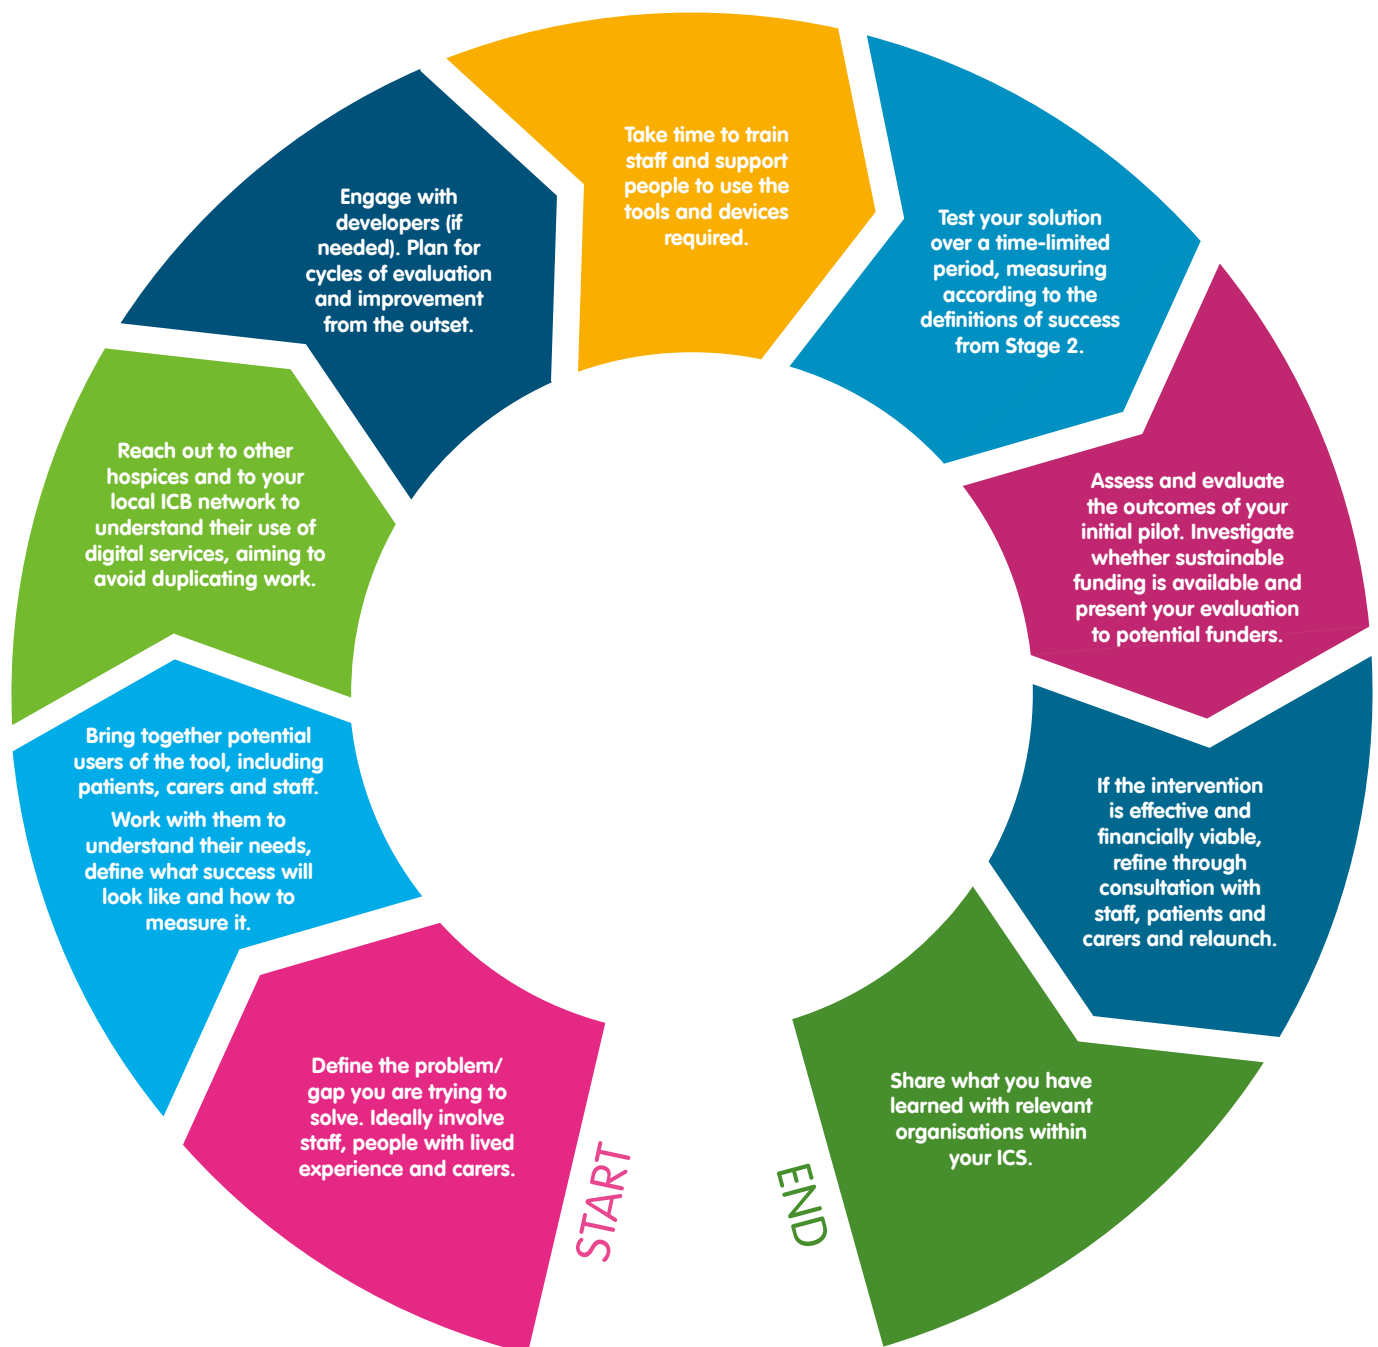 START
Define the problem/
gap you are trying to
solve. Ideally involve
staff, people with lived
experience and carers.
Bring together potential
users of the tool, including
patients, carers and staff.
Work with them to
understand their needs,
define what success will
look like and how to
measure it.
Reach out to other
hospices and to your
local ICB network to
understand their use of
digital services, aiming to
avoid duplicating work.
Engage with
developers (if
needed). Plan for
cycles of evaluation
and improvement
from the outset.
Take time to train
staff and support
people to use the
tools and devices
required.
Test your solution
over a time-limited
period, measuring
according to the
definitions of success
from Stage 2.
Assess and evaluate
the outcomes of your
initial pilot. Investigate
whether sustainable
funding is available and
present your evaluation
to potential funders.
If the intervention
is effective and
financially viable,
refine through
consultation with
staff, patients and
carers and relaunch.
Share what you have
learned with relevant
organisations within
your ICS.
END